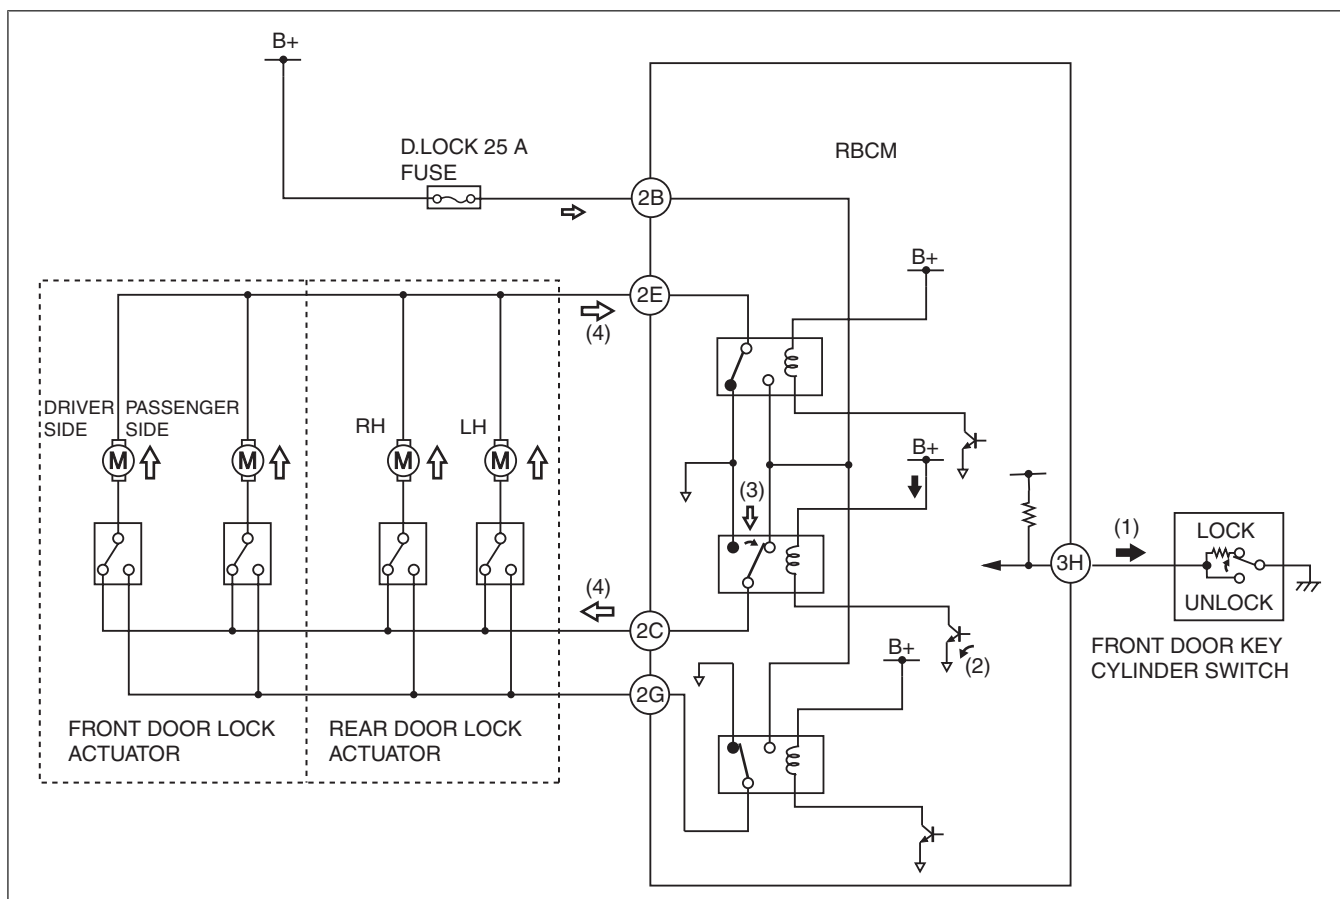 B+
D.LOCK 25 A
FUSE
RBCM
2B
B+
2E
(4)
DRIVER
SIDE
PASSENGER
SIDE
RH
LH
M
M
M
M
B+
(3)
(1)
LOCK
UNLOCK
3H
(4)
2C
(2)
FRONT DOOR KEY
CYLINDER SWITCH
B+
2G
FRONT DOOR LOCK
ACTUATOR
REAR DOOR LOCK
ACTUATOR